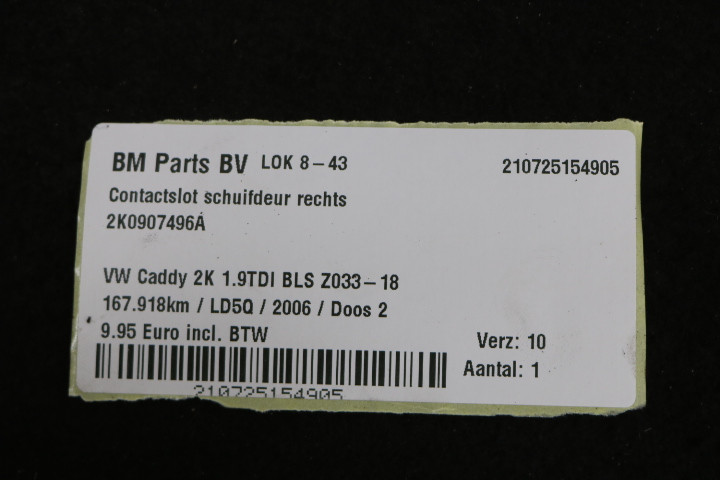 BM Parts BV LOK 8-43 210725154905
Contactslot schuifdeur rechts
2K0907496A
VW Caddy 2K 1.9TDI BLS Z033-18
167.918km / LD5Q / 2006 / Doos 2
9.95 Euro incl. BTW
Verz: 10
Aantal: 1
210725154905